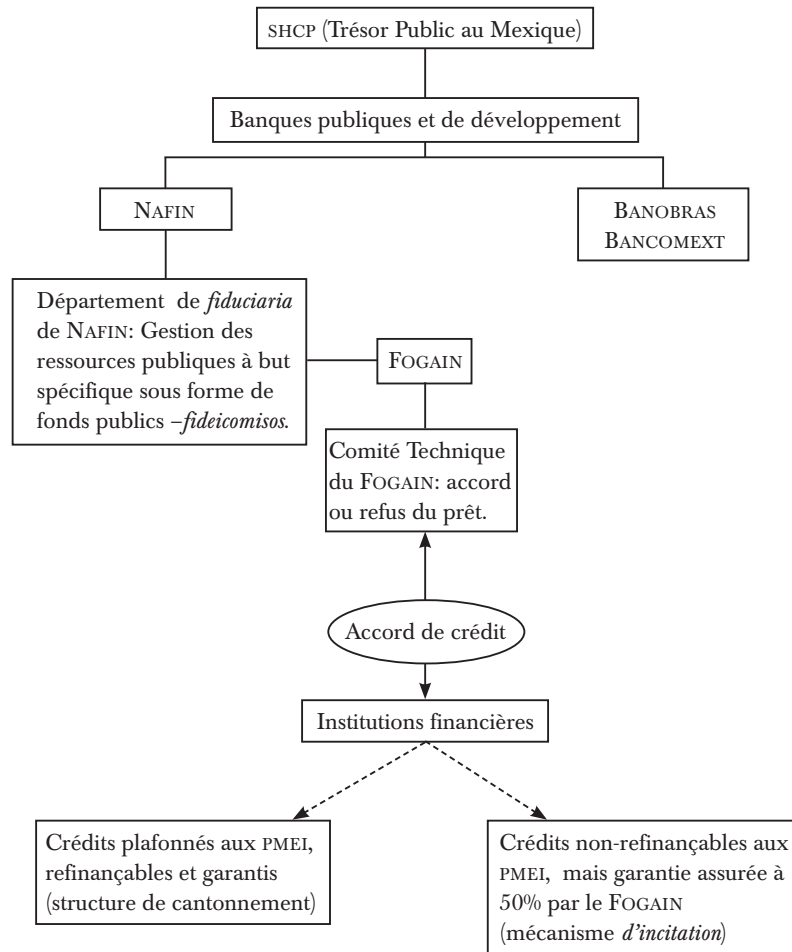 SHCP (Trésor Public au Mexique)
Banques publiques et de développement
NAFIN
BANOBRAS
BANCOMEXT
Département de fiduciaria
de NAFIN: Gestion des
ressources publiques à but
spécifique sous forme de
fonds publics –fideicomisos.
FOGAIN
Comité Technique
du FOGAIN: accord
ou refus du prêt.
Accord de crédit
Institutions financières
Crédits plafonnés aux PMEI,
refinançables et garantis
(structure de cantonnement)
Crédits non-refinançables aux
PMEI, mais garantie assurée à
50% par le FOGAIN
(mécanisme d'incitation)